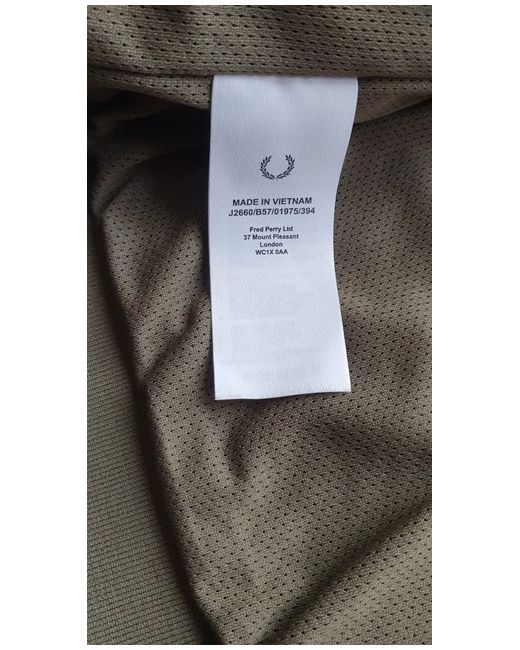 MADE IN VIETNAM
J2660/B57/01975/394
Fred Perry Ltd
37 Mount Pleasant
London
WC1X 0AA